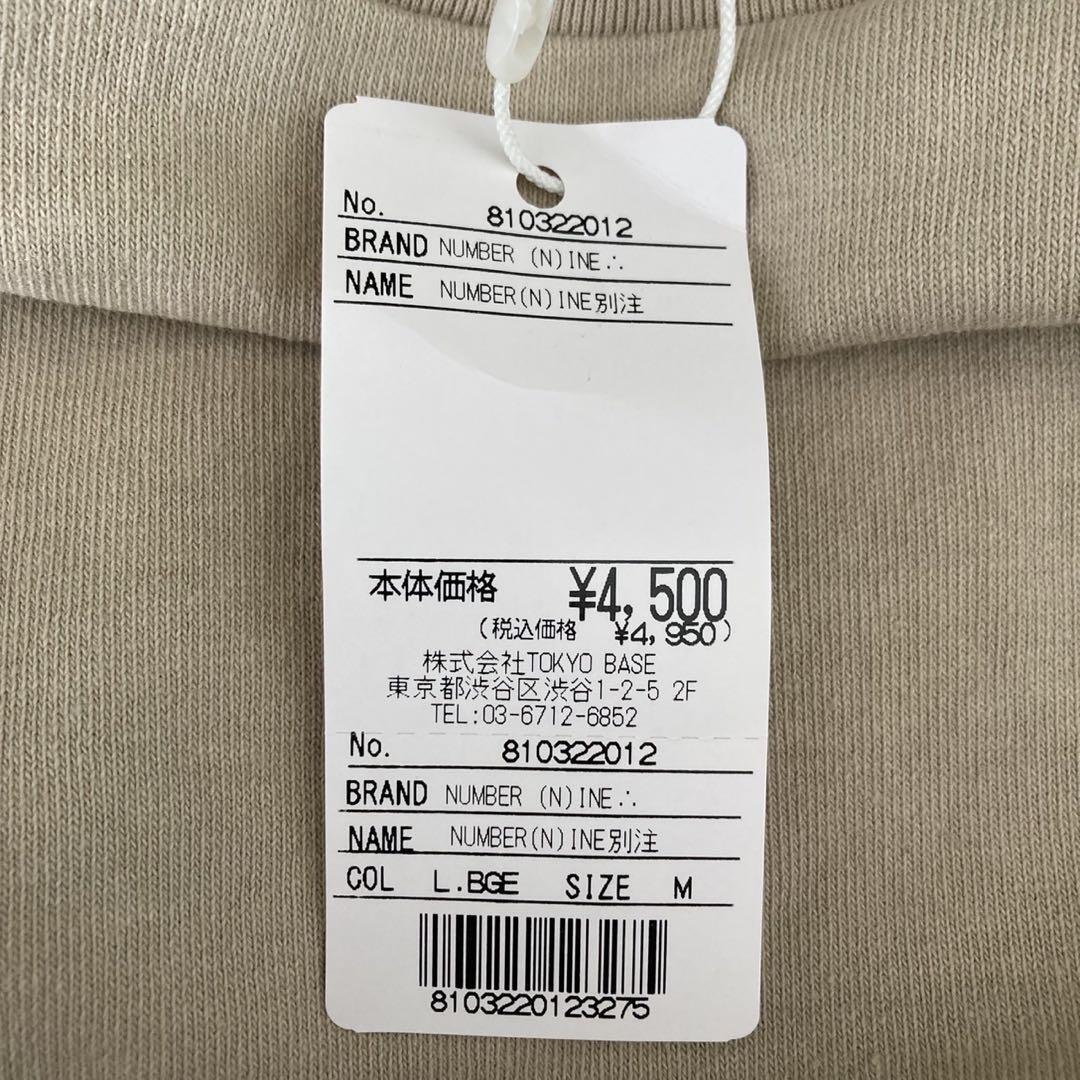 No. 810322012
BRAND NUMBER (N)INE∴
NAME NUMBER(N)INE別注
本体価格 ¥4,500
(税込価格 ¥4,950)
株式会社TOKYO BASE
東京都渋谷区渋谷1-2-5 2F
TEL:03-6712-6852
No. 810322012
BRAND NUMBER (N)INE∴
NAME NUMBER(N)INE別注
COL L.BGE SIZE M
8103220123275